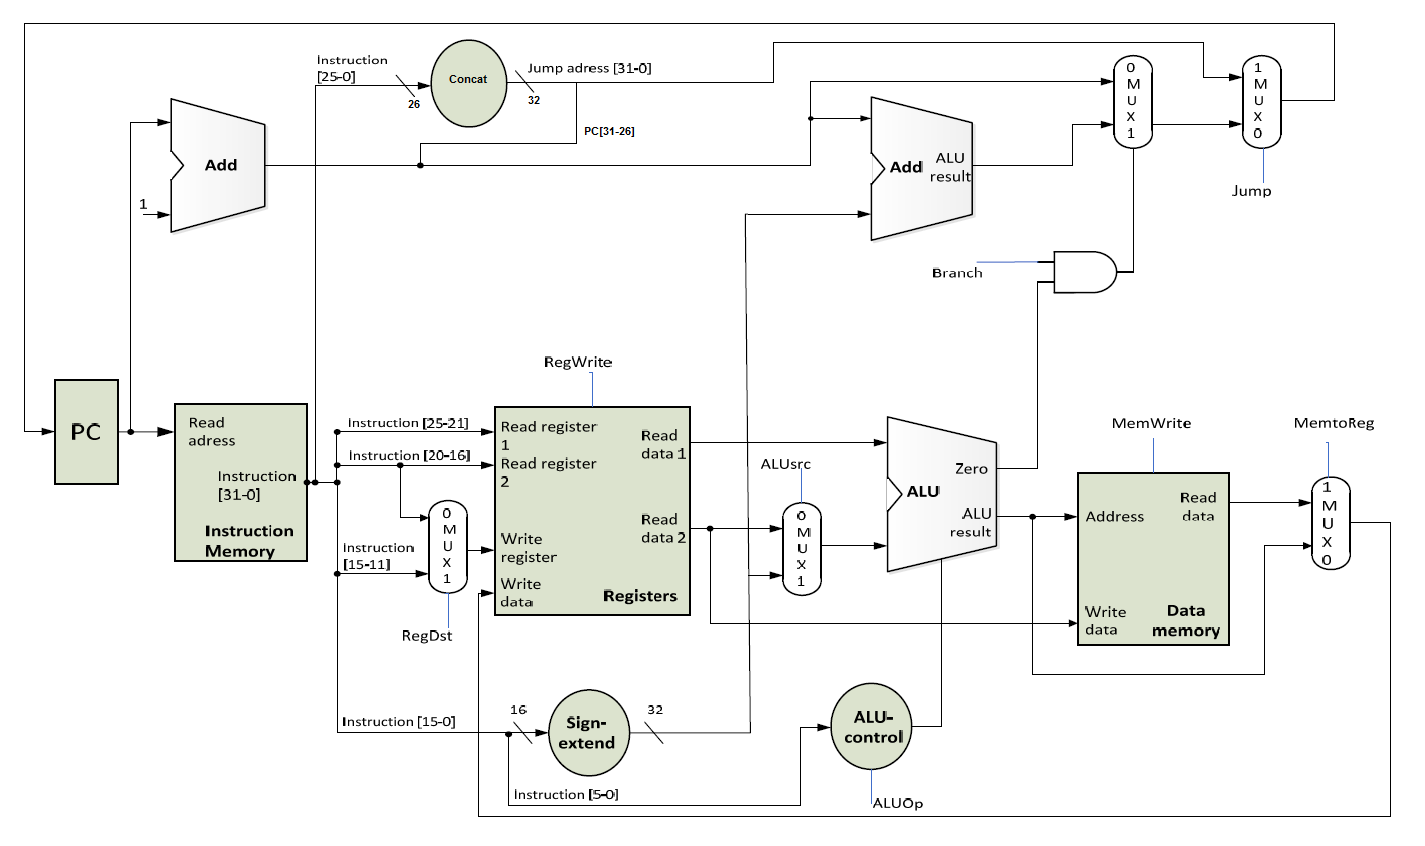 Instruction
[25-0]
26
Concat
Jump adress [31-0]
32
PC[31-26]
Add
1
Add
ALU
result
0
M
U
X
1
1
M
U
X
0
Jump
Branch
PC
Read
adress
Instruction
[31-0]
Instruction
Memory
Instruction [25-21]
Instruction [20-16]
Instruction
[15-11]
0
M
U
X
1
RegDst
RegWrite
Read register
1
Read register
2
Write
register
Write
data
Read
data 1
Read
data 2
Registers
ALUsrc
0
M
U
X
1
Zero
ALU
ALU
result
MemWrite
Address
Read
data
Write
data
Data
memory
MemtoReg
1
M
U
X
0
Instruction [15-0]
16
Sign-
extend
32
Instruction [5-0]
ALU-
control
ALUOp